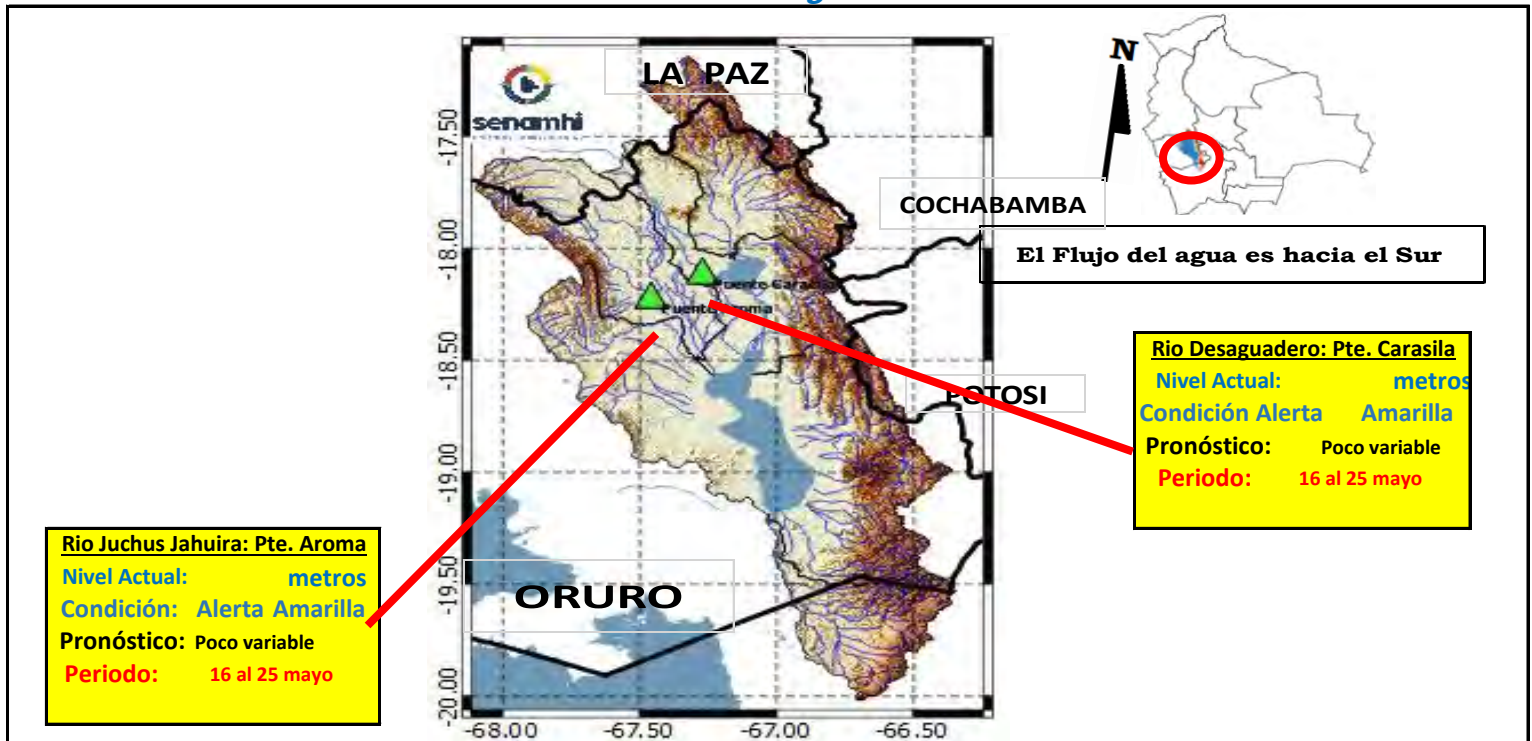 LA PAZ
senamhi
N
COCHABAMBA
El Flujo del agua es hacia el Sur
POTOSI
ORURO
Rio Desaguadero: Pte. Carasila
Nivel Actual: metros
Condición Alerta Amarilla
Pronóstico: Poco variable
Periodo: 16 al 25 mayo
Rio Juchus Jahuira: Pte. Aroma
Nivel Actual: metros
Condición: Alerta Amarilla
Pronóstico: Poco variable
Periodo: 16 al 25 mayo
-17.50
-18.00
-18.50
-19.00
-19.50
-20.00
-68.00 -67.50 -67.00 -66.50